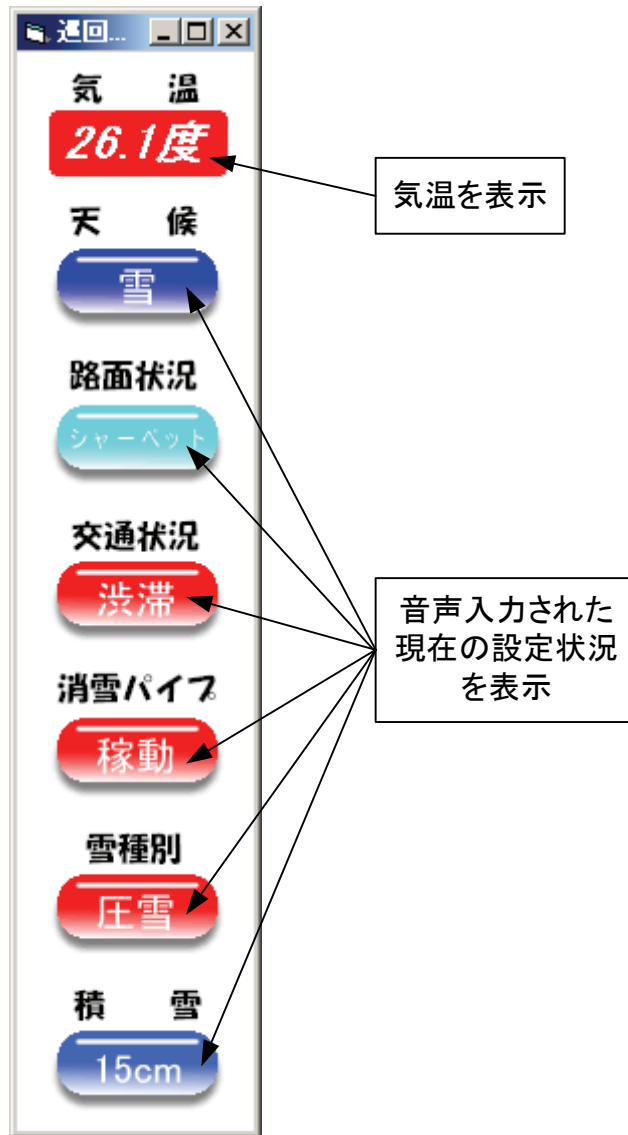 巡回...
気 温
26.1度
気温を表示
天 候
雪
路面状況
シャーベット
交通状況
渋滞
音声入力された
現在の設定状況
を表示
消雪パイプ
稼動
雪種別
圧雪
積 雪
15cm